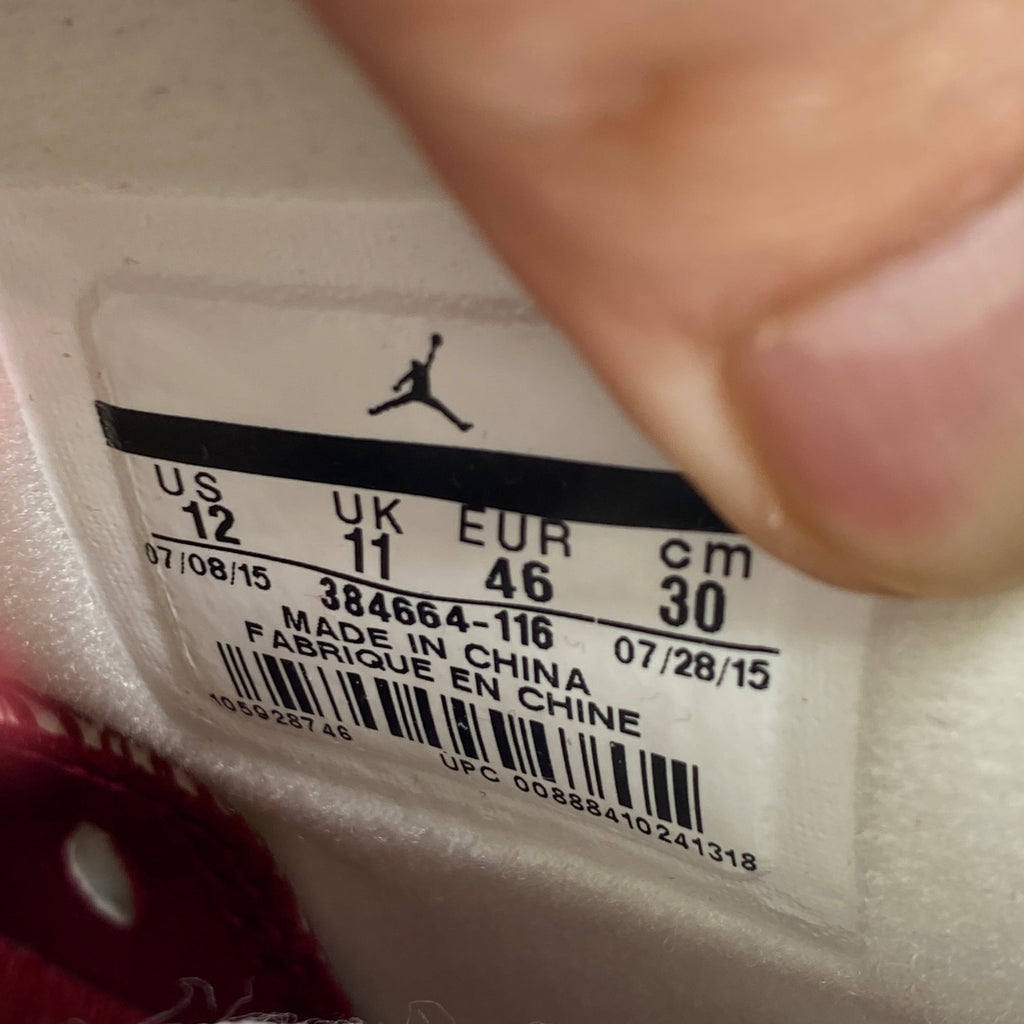 US UK EUR cm
12 11 46 30
07/08/15 384664-116 07/28/15
MADE IN CHINA
FABRIQUE EN CHINE
105928746
UPC 00888410241318